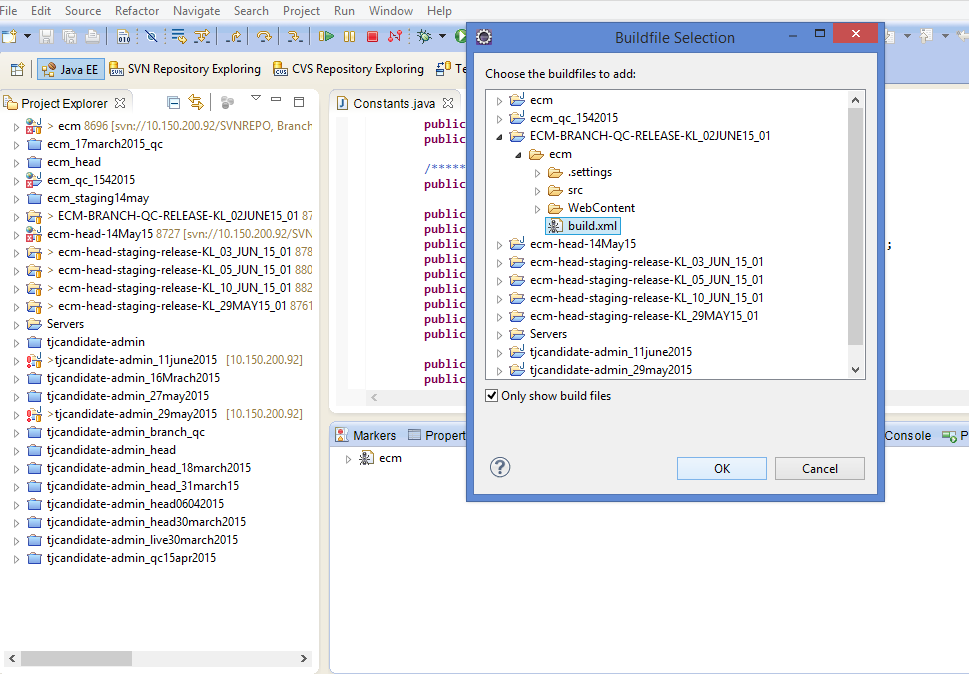 File Edit Source Refactor Navigate Search Project Run Window Help
Buildfile Selection
Java EE SVN Repository Exploring CVS Repository Exploring Te
Project Explorer
> ecm 8696 [svn://10.150.200.92/SVNREPO, Branch
ecm_17march2015_qc
ecm_head
ecm_qc_1542015
ecm_staging14may
> ECM-BRANCH-QC-RELEASE-KL_02JUNE15_01 87
ecm-head-14May15 8727 [svn://10.150.200.92/SVN
> ecm-head-staging-release-KL_03_JUN_15_01 878
> ecm-head-staging-release-KL_05_JUN_15_01 880
> ecm-head-staging-release-KL_10_JUN_15_01 882
> ecm-head-staging-release-KL_29MAY15_01 8761
Servers
tjcandidate-admin
>tjcandidate-admin_11june2015 [10.150.200.92]
tjcandidate-admin_16Mrach2015
tjcandidate-admin_27may2015
>tjcandidate-admin_29may2015 [10.150.200.92]
tjcandidate-admin_branch_qc
tjcandidate-admin_head
tjcandidate-admin_head_18march2015
tjcandidate-admin_head_31march15
tjcandidate-admin_head06042015
tjcandidate-admin_head30march2015
tjcandidate-admin_live30march2015
tjcandidate-admin_qc15apr2015
Constants.java
public
public
/*****
public
public
public
public
public ;
public
public
public
public
public
public
public
Markers Propert Console P
ecm
Choose the buildfiles to add:
ecm
ecm_qc_1542015
ECM-BRANCH-QC-RELEASE-KL_02JUNE15_01
ecm
.settings
src
WebContent
build.xml
ecm-head-14May15
ecm-head-staging-release-KL_03_JUN_15_01
ecm-head-staging-release-KL_05_JUN_15_01
ecm-head-staging-release-KL_10_JUN_15_01
ecm-head-staging-release-KL_29MAY15_01
Servers
tjcandidate-admin_11june2015
tjcandidate-admin_29may2015
Only show build files
? OK Cancel